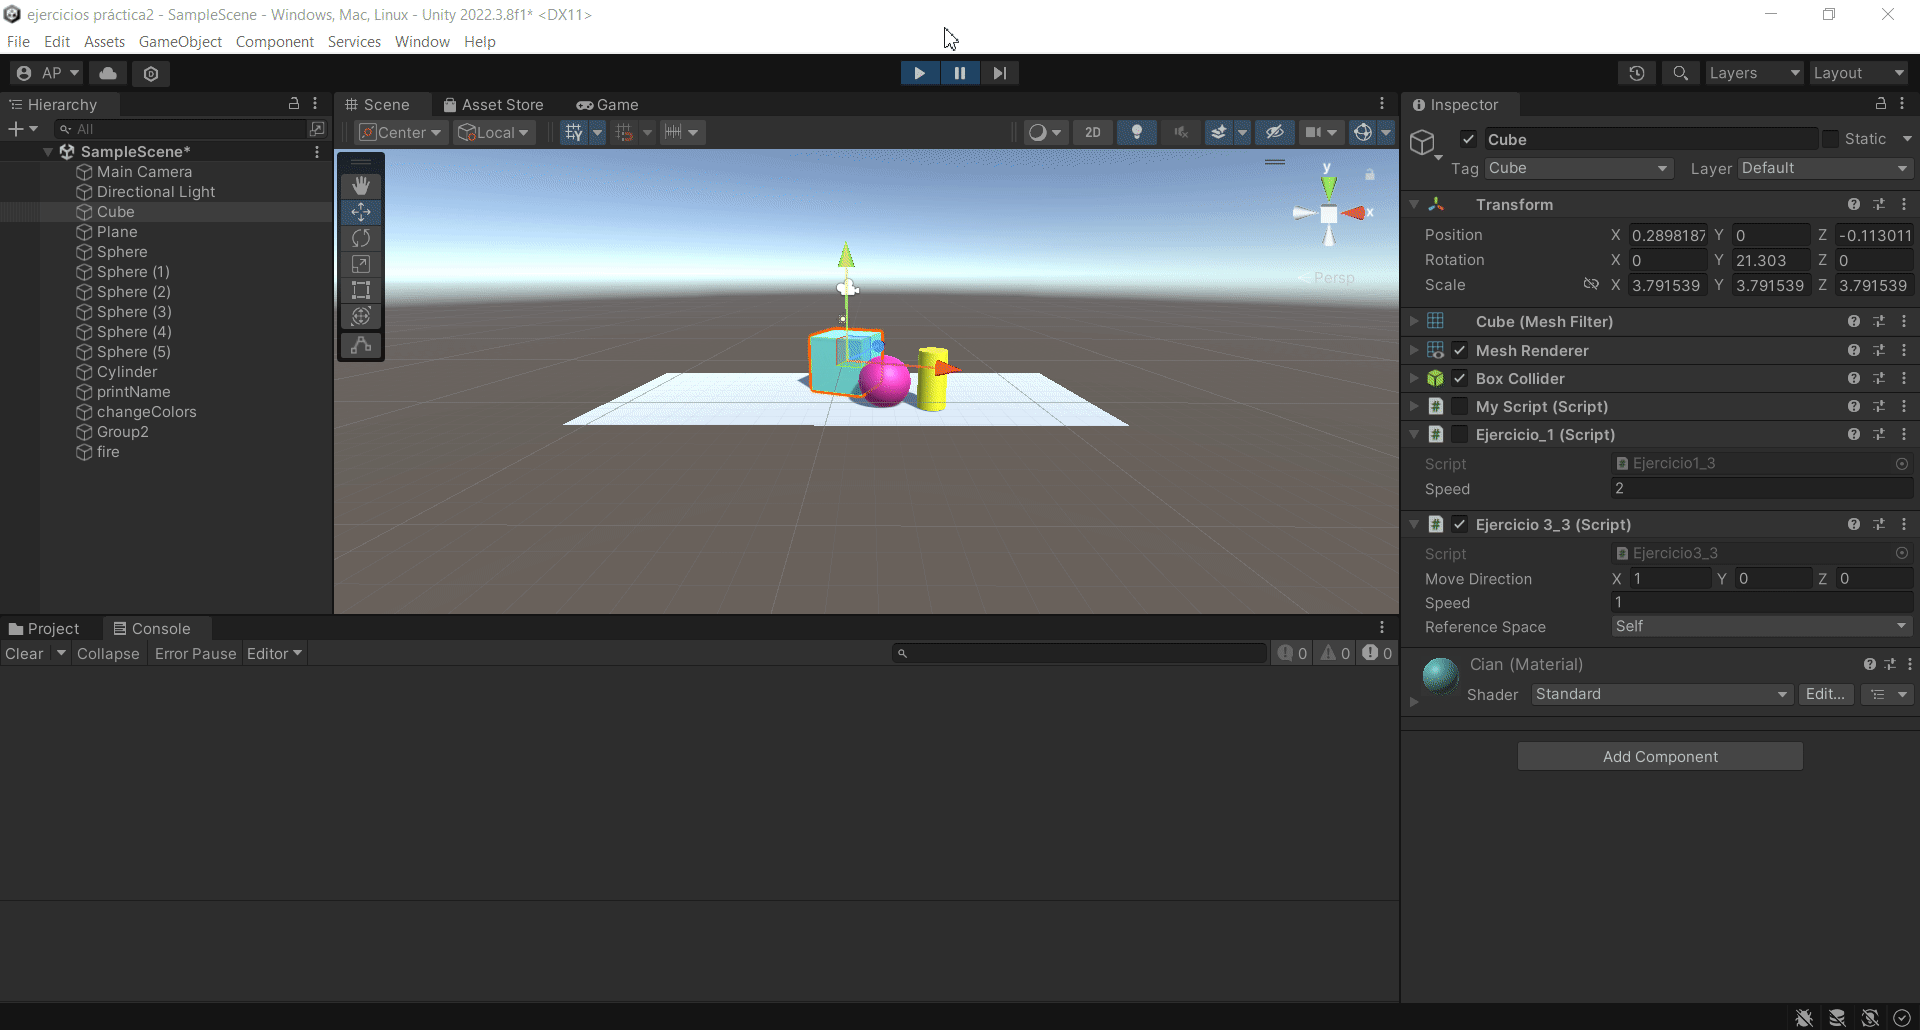 ejercicios práctica2 - SampleScene - Windows, Mac, Linux - Unity 2022.3.8f1* <DX11>
File Edit Assets GameObject Component Services Window Help
AP Layers Layout
Hierarchy
All
SampleScene*
Main Camera
Directional Light
Cube
Plane
Sphere
Sphere (1)
Sphere (2)
Sphere (3)
Sphere (4)
Sphere (5)
Cylinder
printName
changeColors
Group2
fire
Scene Asset Store Game
Center Local 2D
y
x
Persp
Project Console
Clear Collapse Error Pause Editor 0 0 0
Inspector
Cube Static
Tag Cube Layer Default
Transform
Position X 0.2898187 Y 0 Z -0.113011
Rotation X 0 Y 21.303 Z 0
Scale X 3.791539 Y 3.791539 Z 3.791539
Cube (Mesh Filter)
Mesh Renderer
Box Collider
My Script (Script)
Ejercicio_1 (Script)
Script Ejercicio1_3
Speed 2
Ejercicio 3_3 (Script)
Script Ejercicio3_3
Move Direction X 1 Y 0 Z 0
Speed 1
Reference Space Self
Cian (Material)
Shader Standard Edit...
Add Component